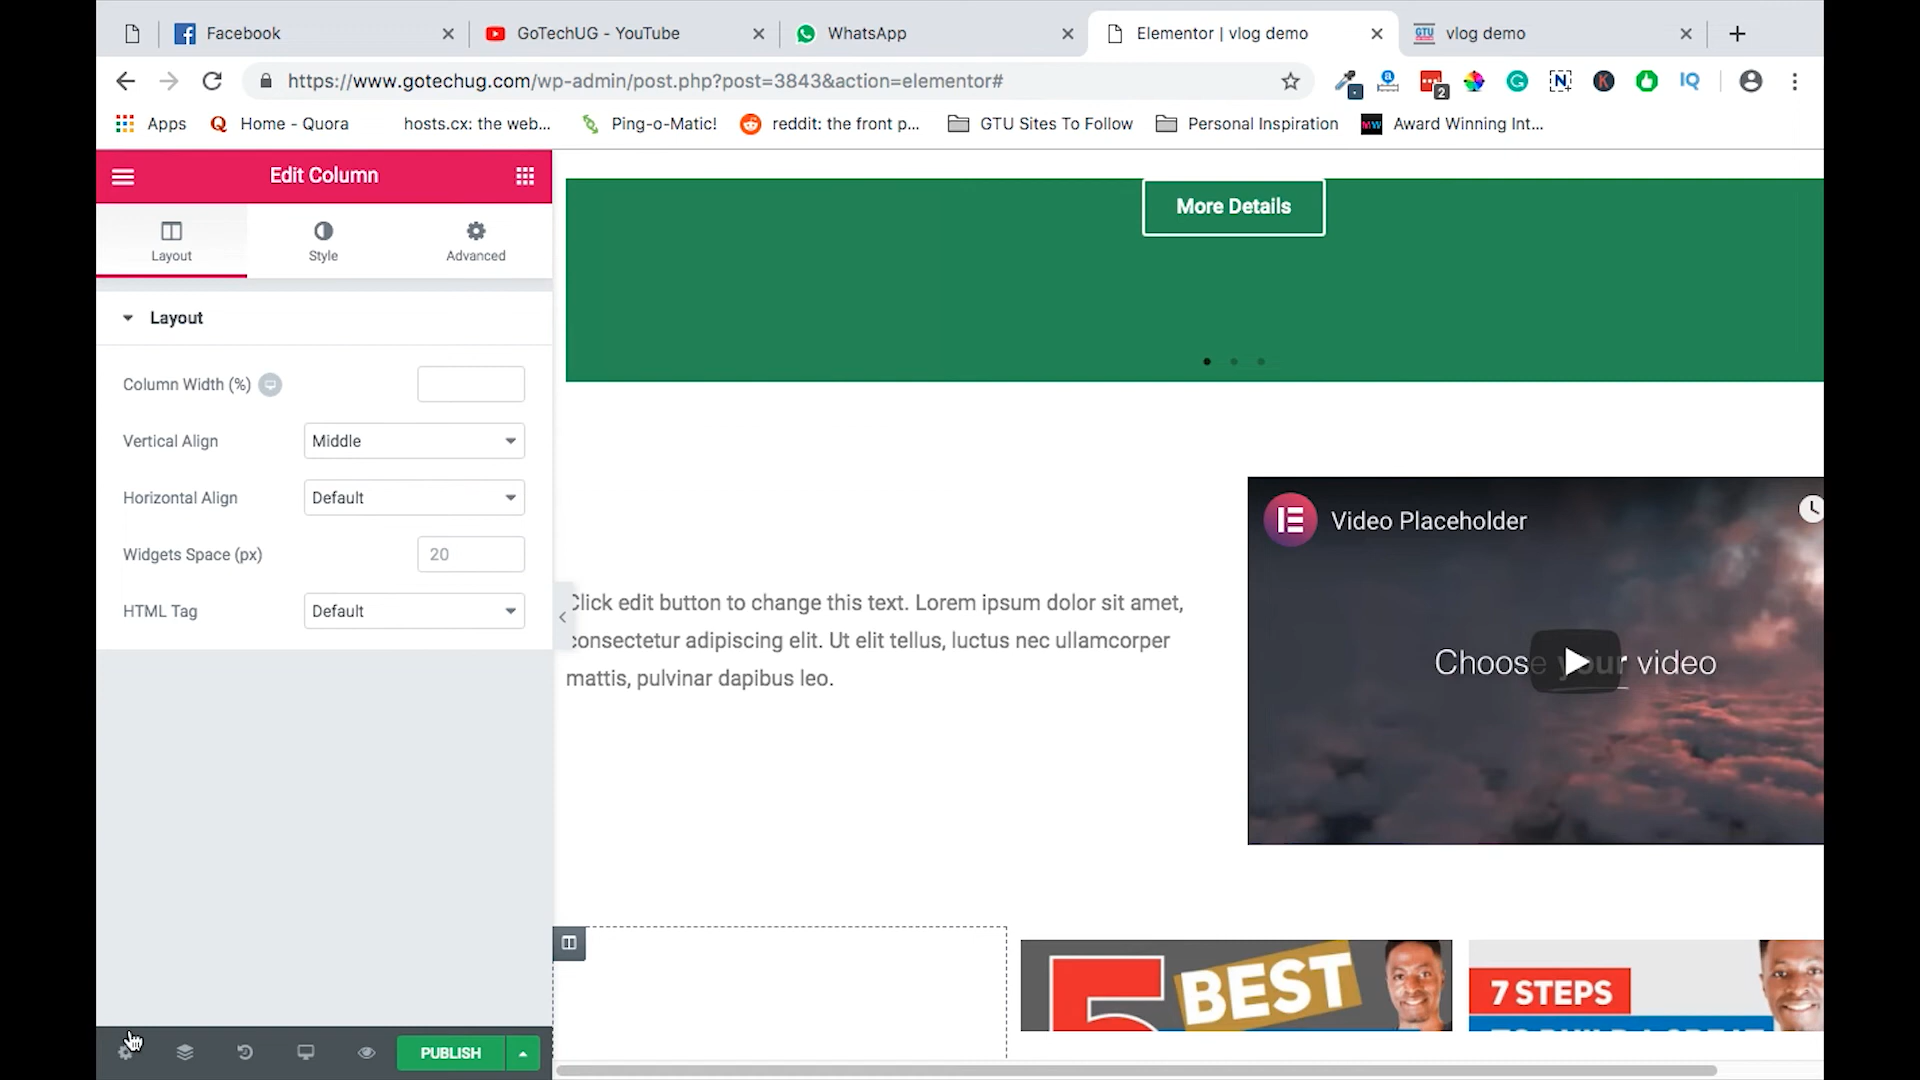 Facebook
GoTechUG - YouTube
WhatsApp
Elementor | vlog demo
GTU
vlog demo
https://www.gotechug.com/wp-admin/post.php?post=3843&action=elementor#
2
IQ
Apps
Home - Quora
hosts.cx: the web...
Ping-o-Matic!
reddit: the front p...
GTU Sites To Follow
Personal Inspiration
MW
Award Winning Int...
Edit Column
Layout
Style
Advanced
Layout
Column Width (%)
Vertical Align
Middle
Horizontal Align
Default
Widgets Space (px)
20
HTML Tag
Default
PUBLISH
More Details
Click edit button to change this text. Lorem ipsum dolor sit amet,
consectetur adipiscing elit. Ut elit tellus, luctus nec ullamcorper
mattis, pulvinar dapibus leo.
Video Placeholder
Choose your video
5 BEST
7 STEPS